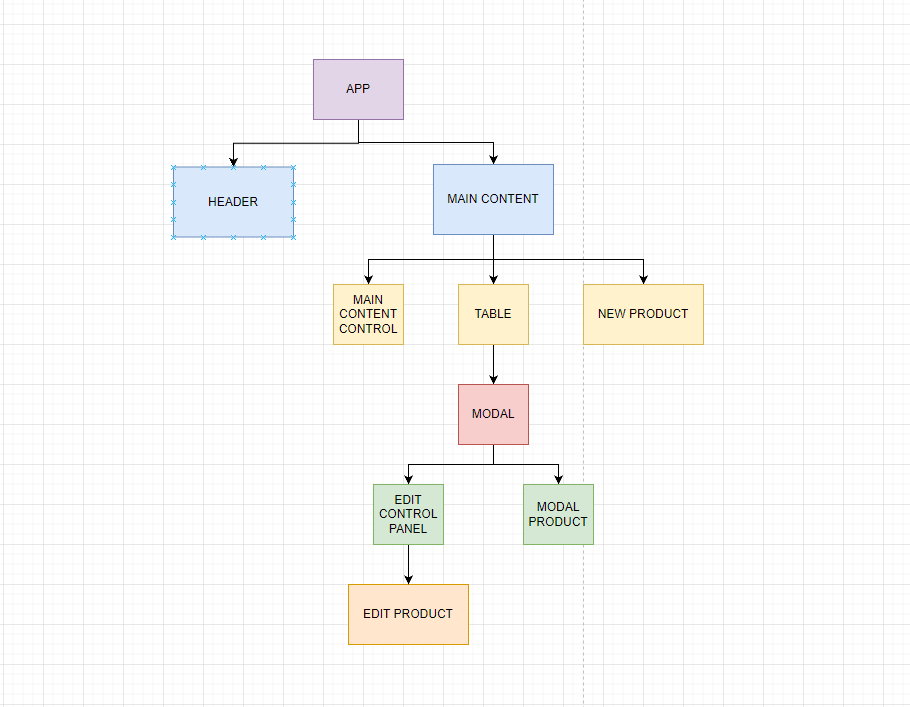 APP
HEADER
MAIN CONTENT
MAIN
CONTENT
CONTROL
TABLE
NEW PRODUCT
MODAL
EDIT
CONTROL
PANEL
MODAL
PRODUCT
EDIT PRODUCT